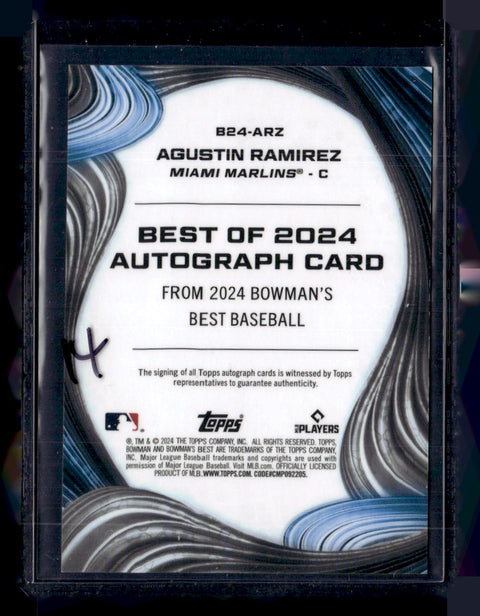 B24-ARZ
AGUSTIN RAMIREZ
MIAMI MARLINS® - C
BEST OF 2024
AUTOGRAPH CARD
FROM 2024 BOWMAN'S
BEST BASEBALL
The signing of all Topps autograph cards is witnessed by Topps
representatives to guarantee authenticity.
Topps
MLB PLAYERS
®, TM & © 2024 THE TOPPS COMPANY, INC. ALL RIGHTS RESERVED. TOPPS,
BOWMAN AND BOWMAN'S BEST ARE TRADEMARKS OF THE TOPPS COMPANY,
INC. Major League Baseball trademarks and copyrights are used with
permission of Major League Baseball. Visit MLB.com. OFFICIALLY LICENSED
PRODUCT OF MLB. WWW.TOPPS.COM. CODE#CMP092205.